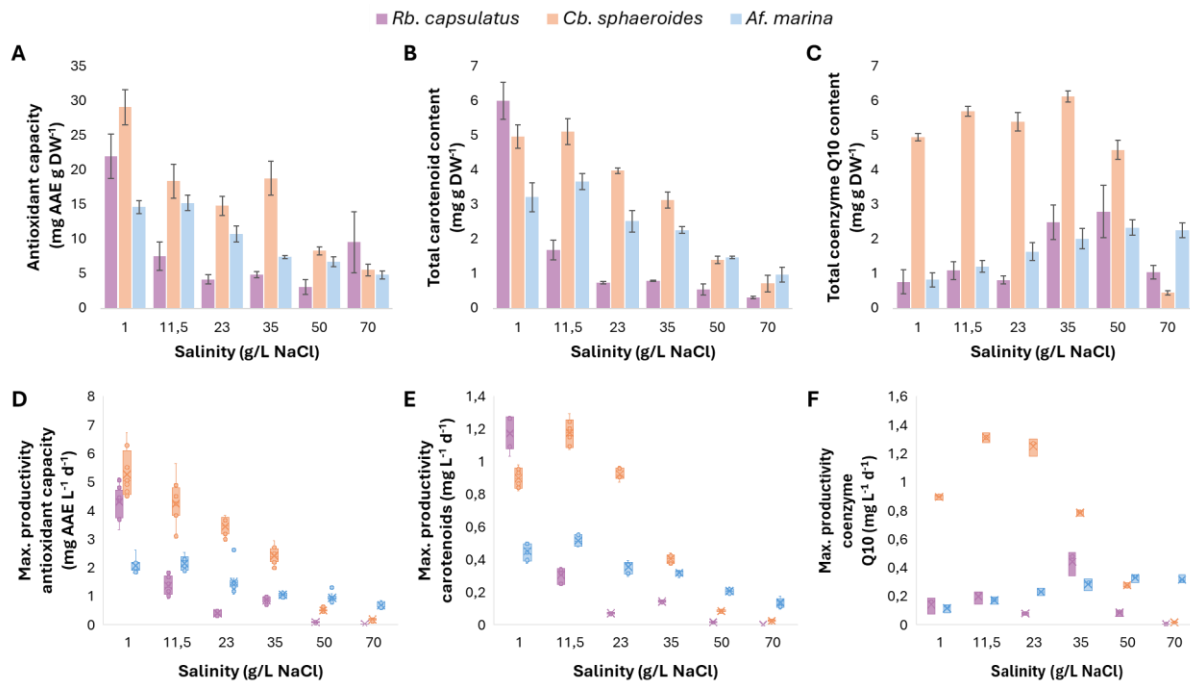 Rb. capsulatus Cb. sphaeroides Af. marina
A
Antioxidant capacity
(mg AAE g DW-1)
35
30
25
20
15
10
5
0
1 11,5 23 35 50 70
Salinity (g/L NaCl)
B
Total carotenoid content
(mg g DW-1)
7
6
5
4
3
2
1
0
1 11,5 23 35 50 70
Salinity (g/L NaCl)
C
Total coenzyme Q10 content
(mg g DW-1)
7
6
5
4
3
2
1
0
1 11,5 23 35 50 70
Salinity (g/L NaCl)
D
Max. productivity
antioxidant capacity
(mg AAE L-1 d-1)
8
7
6
5
4
3
2
1
0
1 11,5 23 35 50 70
Salinity (g/L NaCl)
E
Max. productivity
carotenoids (mg L-1 d-1)
1,4
1,2
1
0,8
0,6
0,4
0,2
0
1 11,5 23 35 50 70
Salinity (g/L NaCl)
F
Max. productivity
coenzyme
Q10 (mg L-1 d-1)
1,6
1,4
1,2
1
0,8
0,6
0,4
0,2
0
1 11,5 23 35 50 70
Salinity (g/L NaCl)